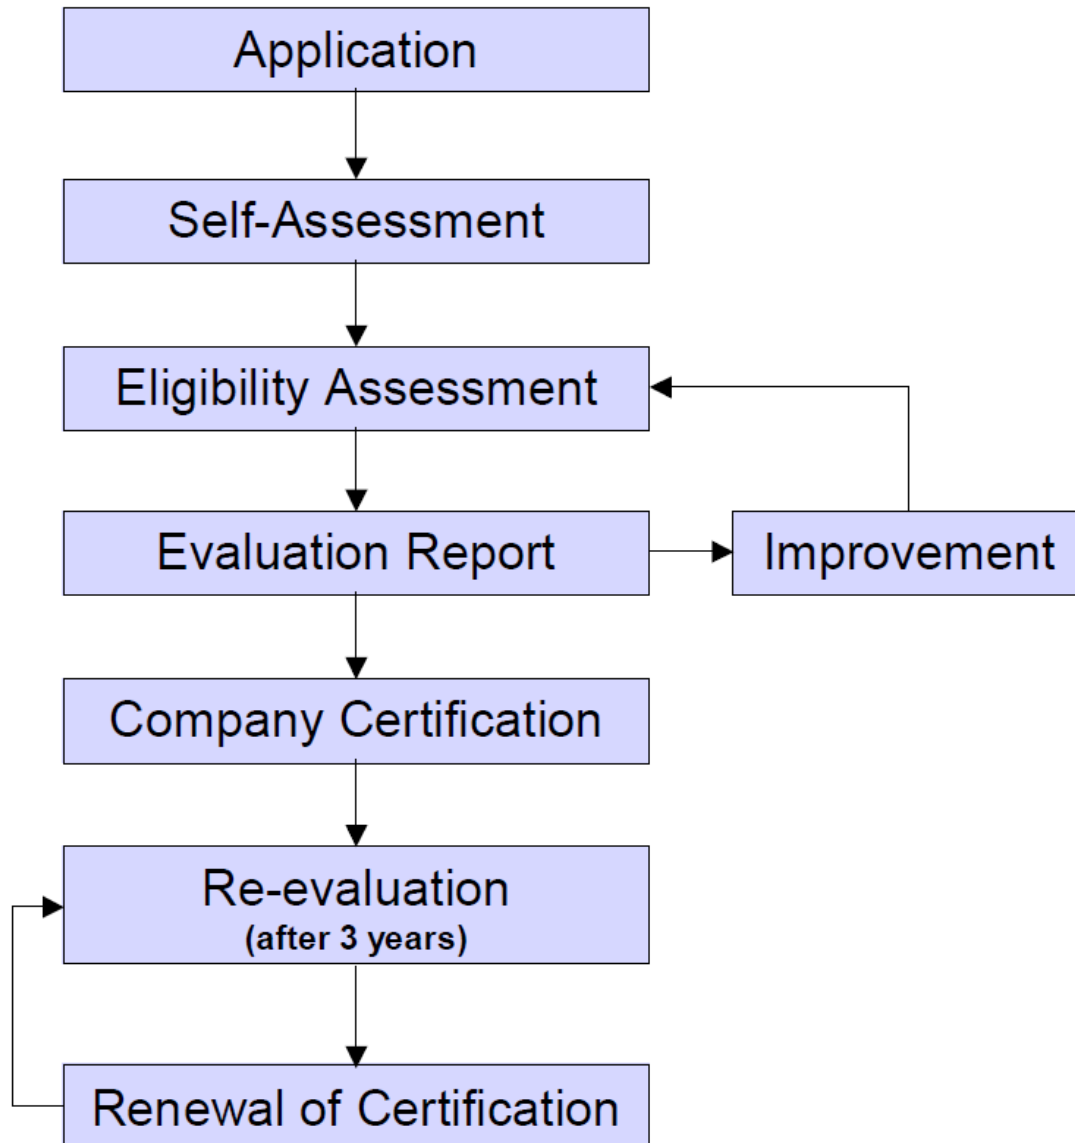 Application
Self-Assessment
Eligibility Assessment
Evaluation Report
Improvement
Company Certification
Re-evaluation
(after 3 years)
Renewal of Certification